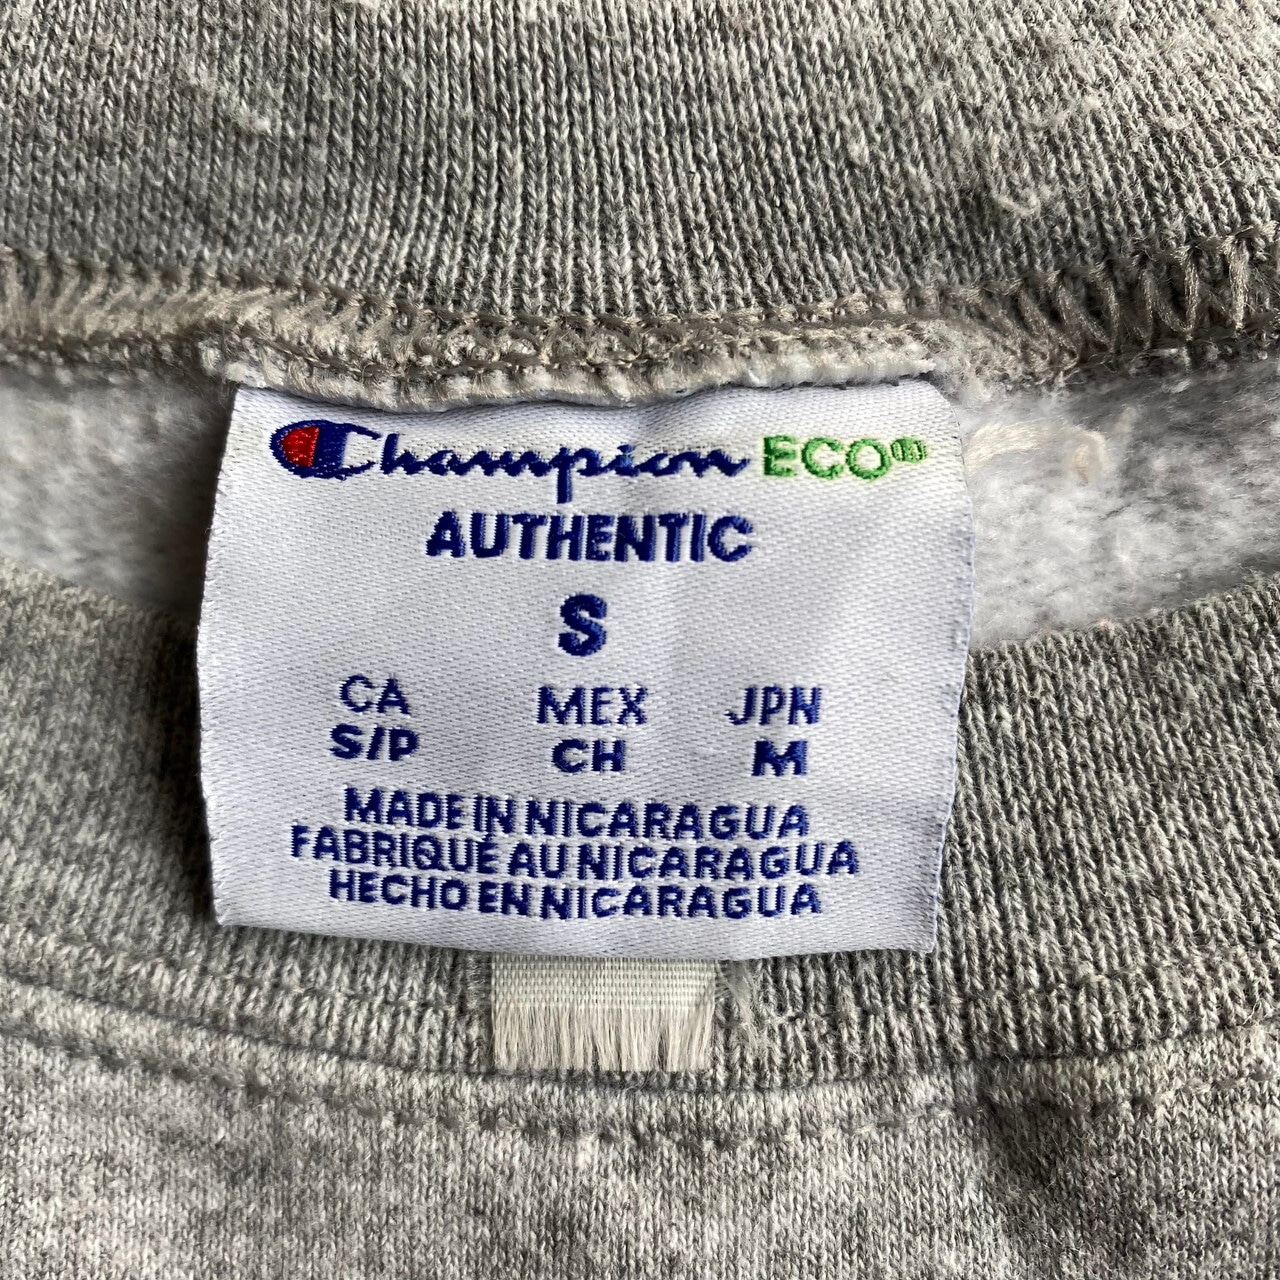 Champion ECO
AUTHENTIC
S
CA MEX JPN
S/P CH M
MADE IN NICARAGUA
FABRIQUÉ AU NICARAGUA
HECHO EN NICARAGUA